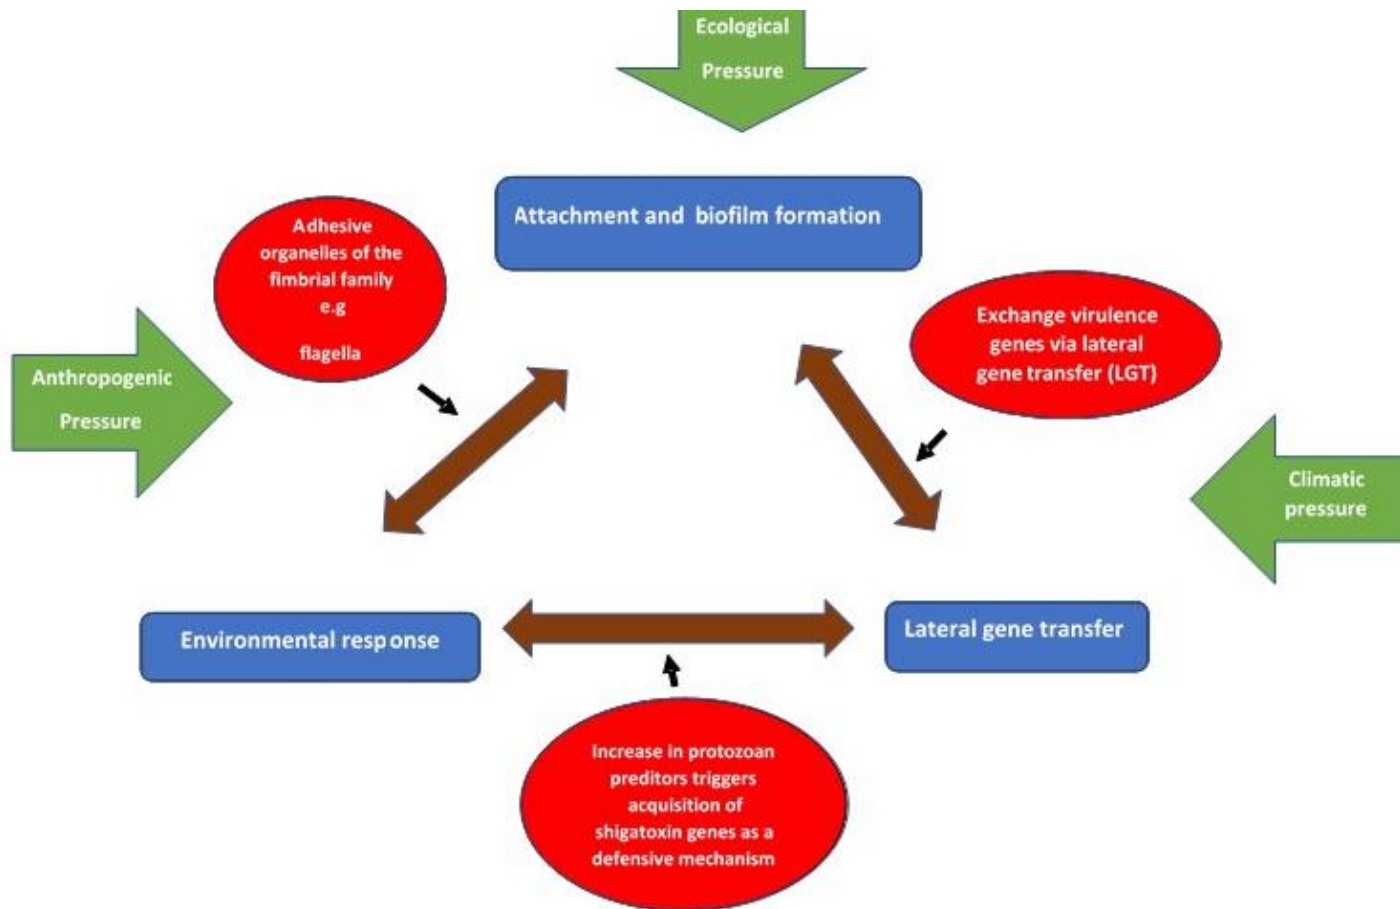 Ecological
Pressure
Attachment and biofilm formation
Adhesive
organelles of the
fimbrial family
e.g
flagella
Exchange virulence
genes via lateral
gene transfer (LGT)
Anthropogenic
Pressure
Climatic
pressure
Environmental response
Lateral gene transfer
Increase in protozoan
preditors triggers
acquisition of
shigatoxin genes as a
defensive mechanism